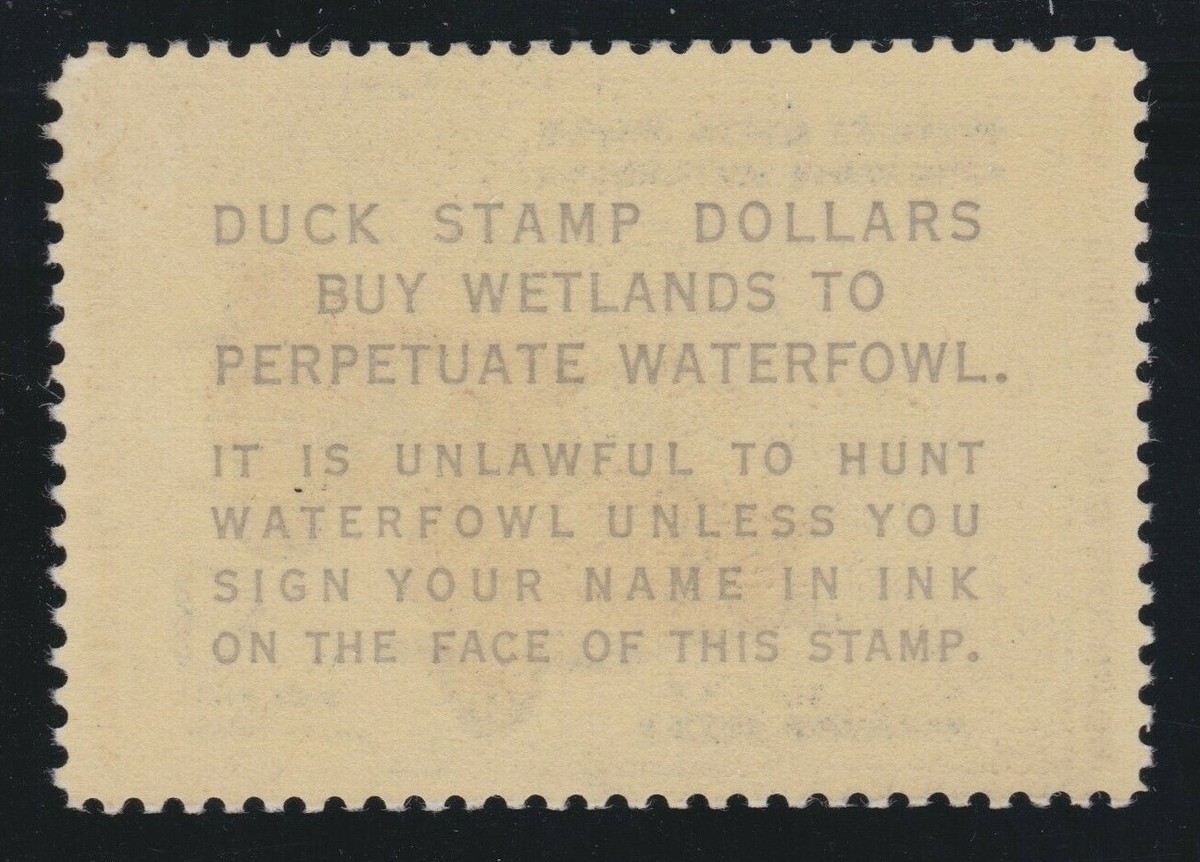 DUCK STAMP DOLLARS
BUY WETLANDS TO
PERPETUATE WATERFOWL.
IT IS UNLAWFUL TO HUNT
WATERFOWL UNLESS YOU
SIGN YOUR NAME IN INK
ON THE FACE OF THIS STAMP.